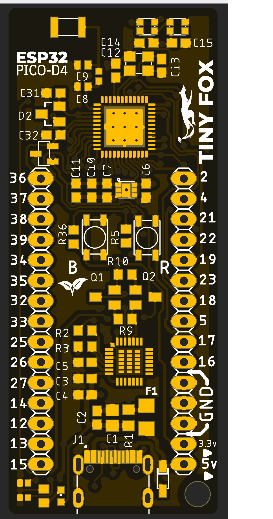 C14
C12
C15
ESP32
PICO-D4
C9
C13
C31
C8
D2
TINY FOX
C32
C11
C10
C7
C6
36
2
37
4
38
21
R36
R5
39
22
34
B
R
19
R10
35
Q1
Q2
23
32
18
33
5
R2
R9
25
17
R3
26
C5
16
27
C3
C4
F1
GND
14
C2
12
C1
R1
13
J1
3.3v
15
5v